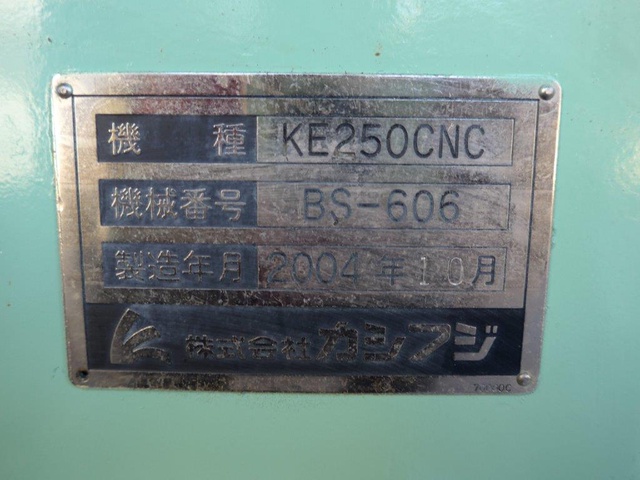 機種 KE250CNC
機械番号 BS-606
製造年月 2004年10月
株式会社カシフジ